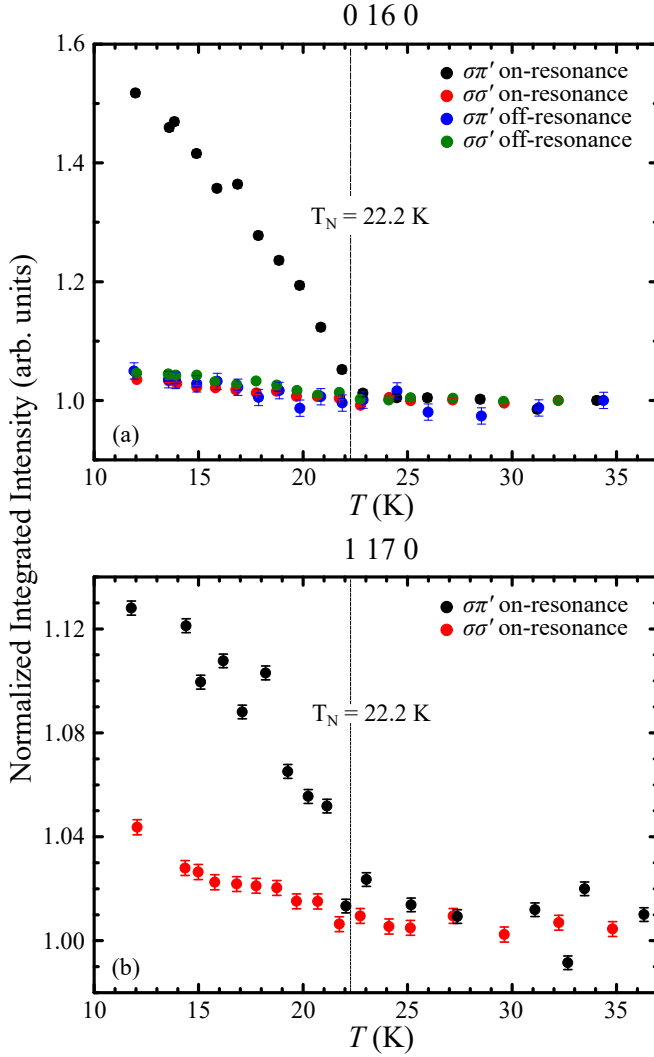 0 16 0
Normalized Integrated Intensity (arb. units)
1.6
1.4
1.2
1.0
σπ′ on-resonance
σσ′ on-resonance
σπ′ off-resonance
σσ′ off-resonance
T_N = 22.2 K
(a)
10 15 20 25 30 35
T (K)
1 17 0
1.12
1.08
1.04
1.00
σπ′ on-resonance
σσ′ on-resonance
T_N = 22.2 K
(b)
10 15 20 25 30 35
T (K)